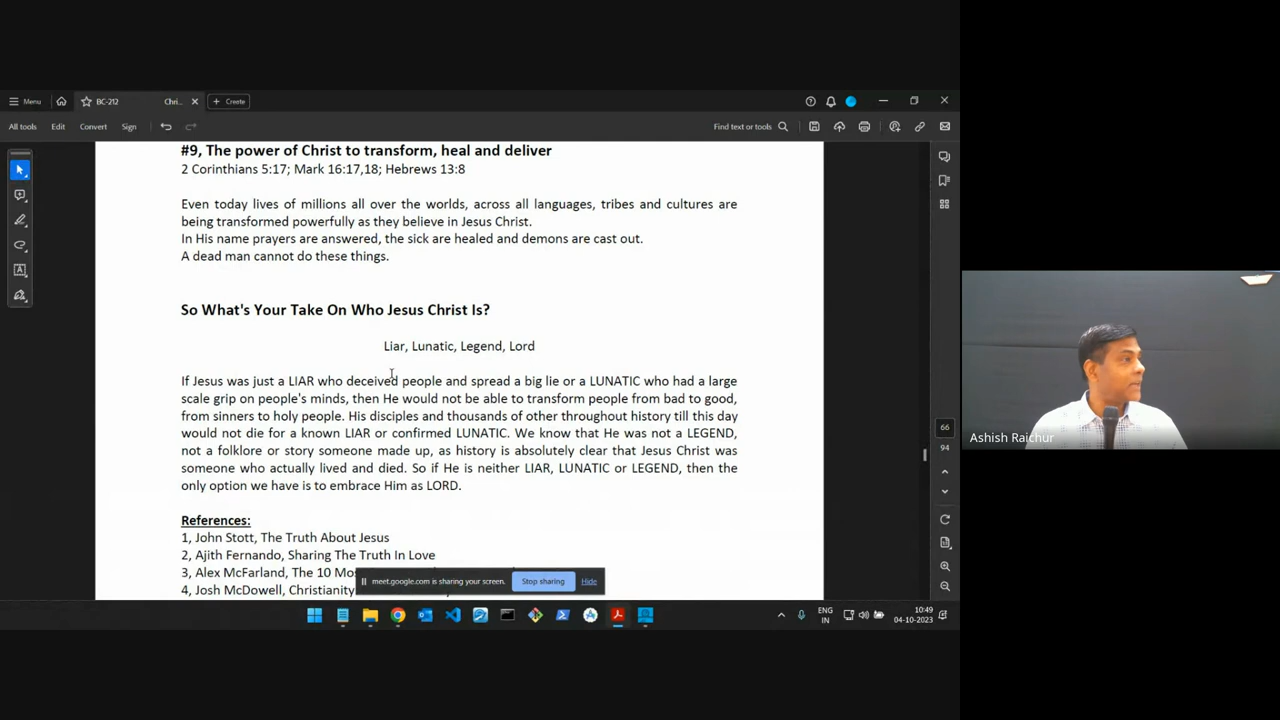 Menu
BC-212 Chri...
Create
All tools Edit Convert Sign
Find text or tools
#9, The power of Christ to transform, heal and deliver
2 Corinthians 5:17; Mark 16:17,18; Hebrews 13:8
Even today lives of millions all over the worlds, across all languages, tribes and cultures are
being transformed powerfully as they believe in Jesus Christ.
In His name prayers are answered, the sick are healed and demons are cast out.
A dead man cannot do these things.
So What's Your Take On Who Jesus Christ Is?
Liar, Lunatic, Legend, Lord
If Jesus was just a LIAR who deceived people and spread a big lie or a LUNATIC who had a large
scale grip on people's minds, then He would not be able to transform people from bad to good,
from sinners to holy people. His disciples and thousands of other throughout history till this day
would not die for a known LIAR or confirmed LUNATIC. We know that He was not a LEGEND,
not a folklore or story someone made up, as history is absolutely clear that Jesus Christ was
someone who actually lived and died. So if He is neither LIAR, LUNATIC or LEGEND, then the
only option we have is to embrace Him as LORD.
References:
1, John Stott, The Truth About Jesus
2, Ajith Fernando, Sharing The Truth In Love
3, Alex McFarland, The 10 Mos
4, Josh McDowell, Christianity
meet.google.com is sharing your screen. Stop sharing Hide
66
94
Ashish Raichur
ENG
IN
10:49
04-10-2023